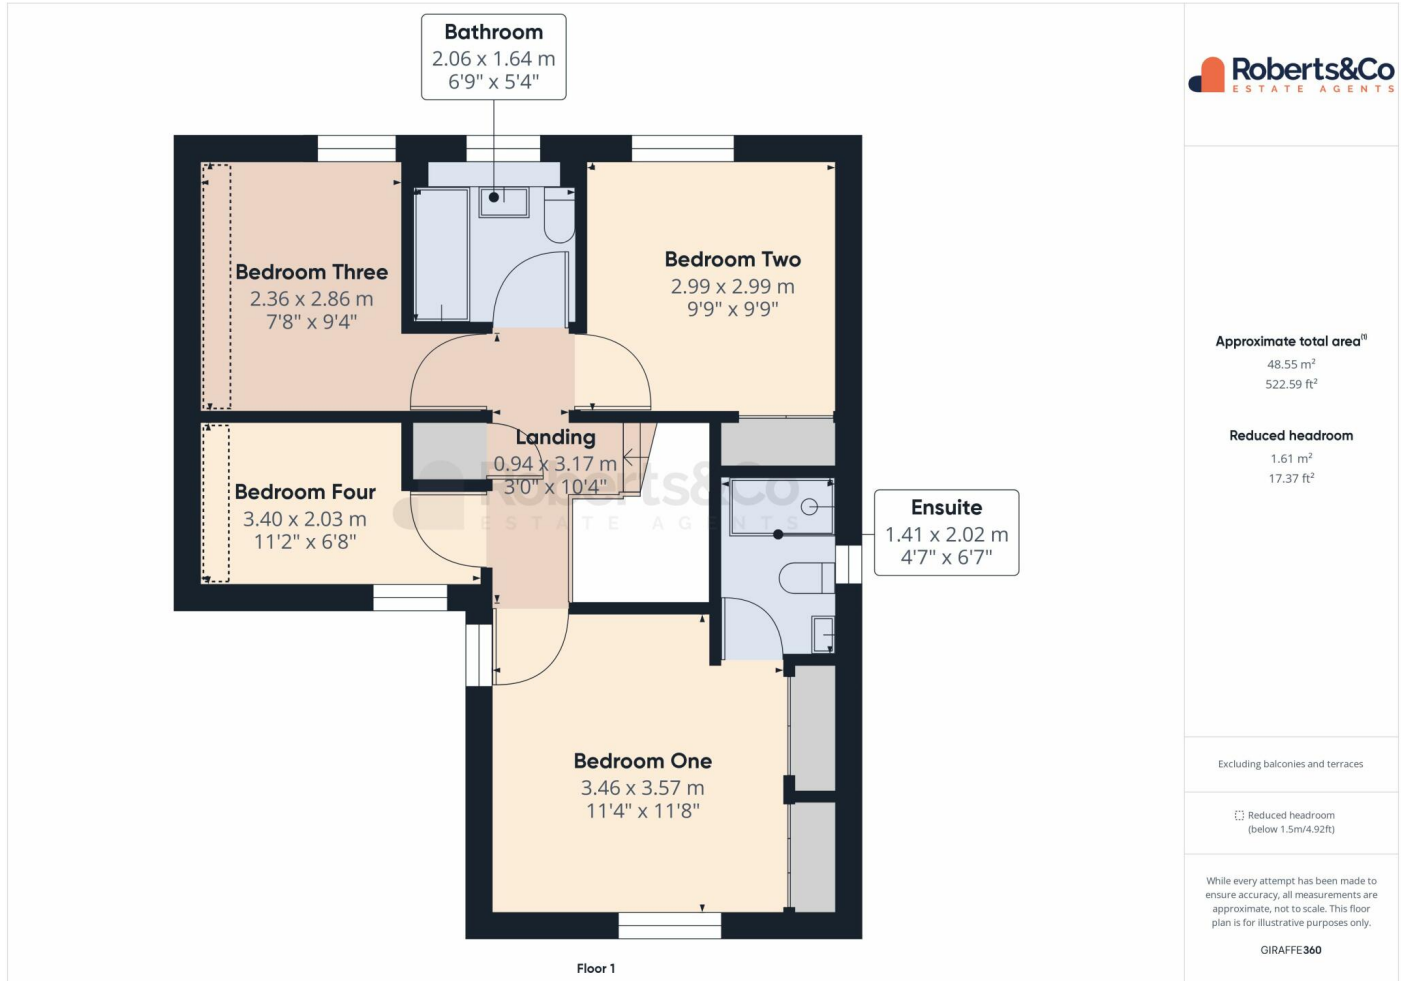 Bathroom
2.06 x 1.64 m
6'9" x 5'4"
Bedroom Three
2.36 x 2.86 m
7'8" x 9'4"
Bedroom Two
2.99 x 2.99 m
9'9" x 9'9"
Landing
0.94 x 3.17 m
3'0" x 10'4"
Roberts&Co
ESTATE AGENTS
Bedroom Four
3.40 x 2.03 m
11'2" x 6'8"
Ensuite
1.41 x 2.02 m
4'7" x 6'7"
Bedroom One
3.46 x 3.57 m
11'4" x 11'8"
Floor 1
Roberts&Co
ESTATE AGENTS
Approximate total area(1)
48.55 m²
522.59 ft²
Reduced headroom
1.61 m²
17.37 ft²
Excluding balconies and terraces
Reduced headroom
(below 1.5m/4.92ft)
While every attempt has been made to
ensure accuracy, all measurements are
approximate, not to scale. This floor
plan is for illustrative purposes only.
GIRAFFE360